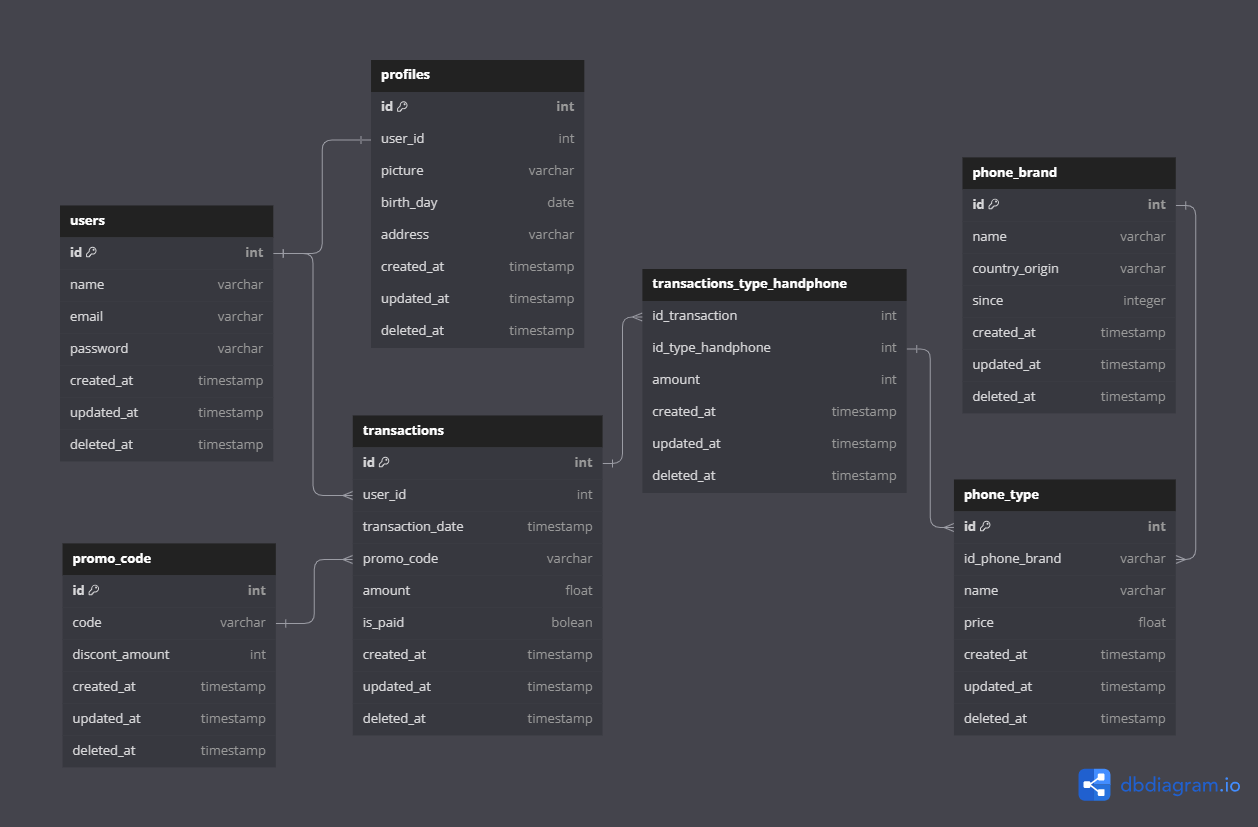 profiles
id int
user_id int
picture varchar
birth_day date
address varchar
created_at timestamp
updated_at timestamp
deleted_at timestamp
users
id int
name varchar
email varchar
password varchar
created_at timestamp
updated_at timestamp
deleted_at timestamp
promo_code
id int
code varchar
discont_amount int
created_at timestamp
updated_at timestamp
deleted_at timestamp
transactions
id int
user_id int
transaction_date timestamp
promo_code varchar
amount float
is_paid bolean
created_at timestamp
updated_at timestamp
deleted_at timestamp
transactions_type_handphone
id_transaction int
id_type_handphone int
amount int
created_at timestamp
updated_at timestamp
deleted_at timestamp
phone_brand
id int
name varchar
country_origin varchar
since integer
created_at timestamp
updated_at timestamp
deleted_at timestamp
phone_type
id int
id_phone_brand varchar
name varchar
price float
created_at timestamp
updated_at timestamp
deleted_at timestamp
dbdiagram.io